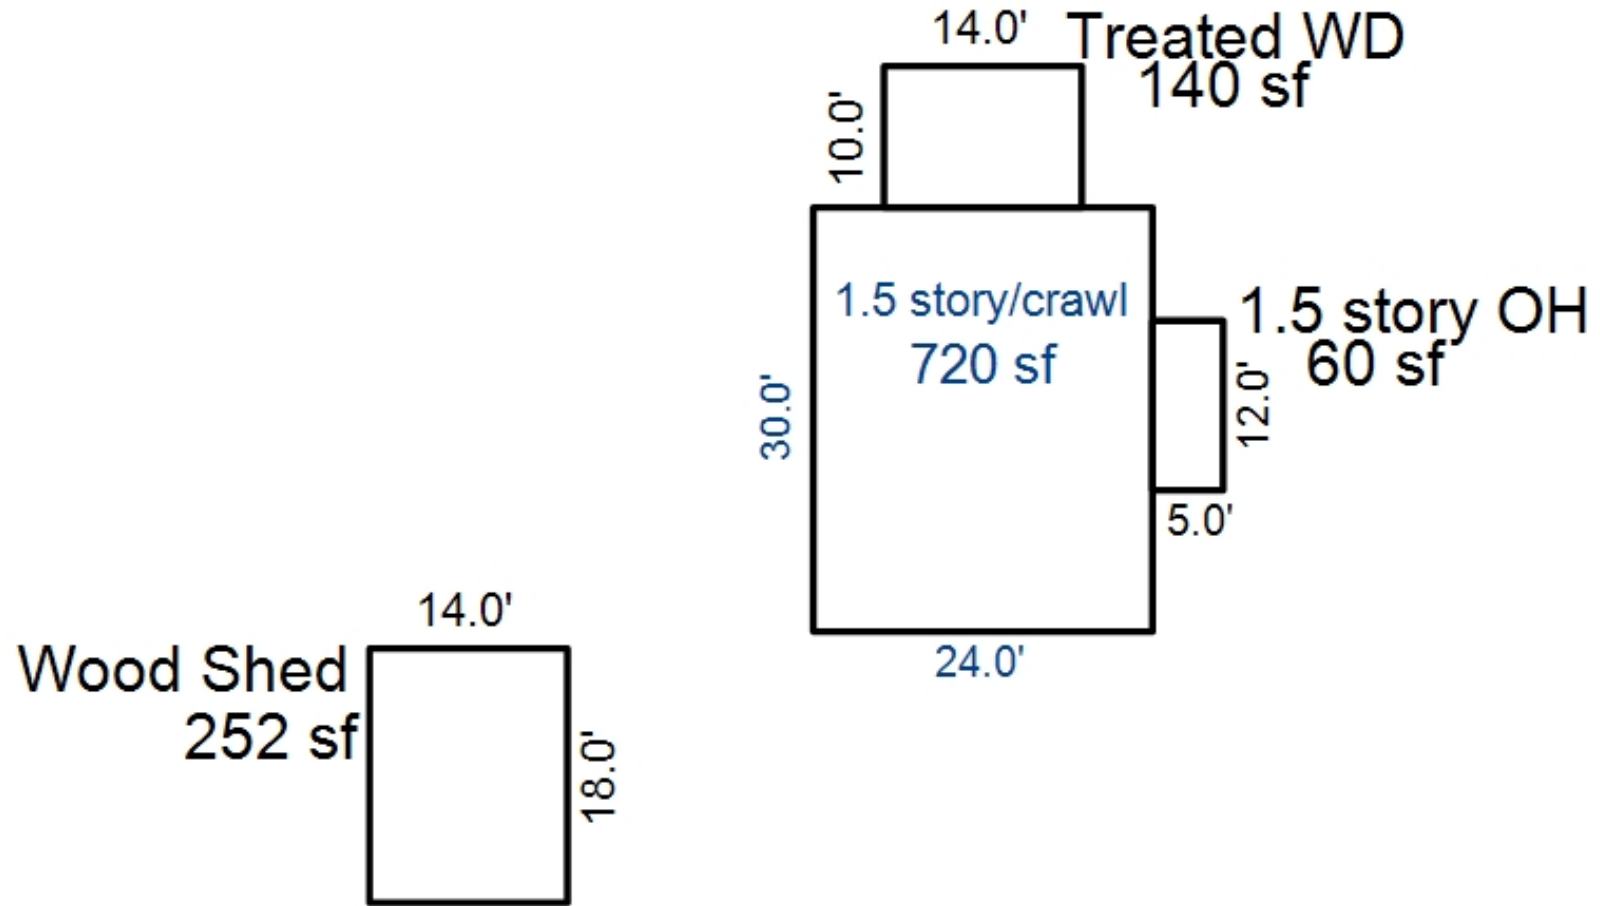 14.0'
Treated WD
140 sf
10.0'
1.5 story/crawl
720 sf
30.0'
24.0'
1.5 story OH
60 sf
12.0'
5.0'
14.0'
Wood Shed
252 sf
18.0'